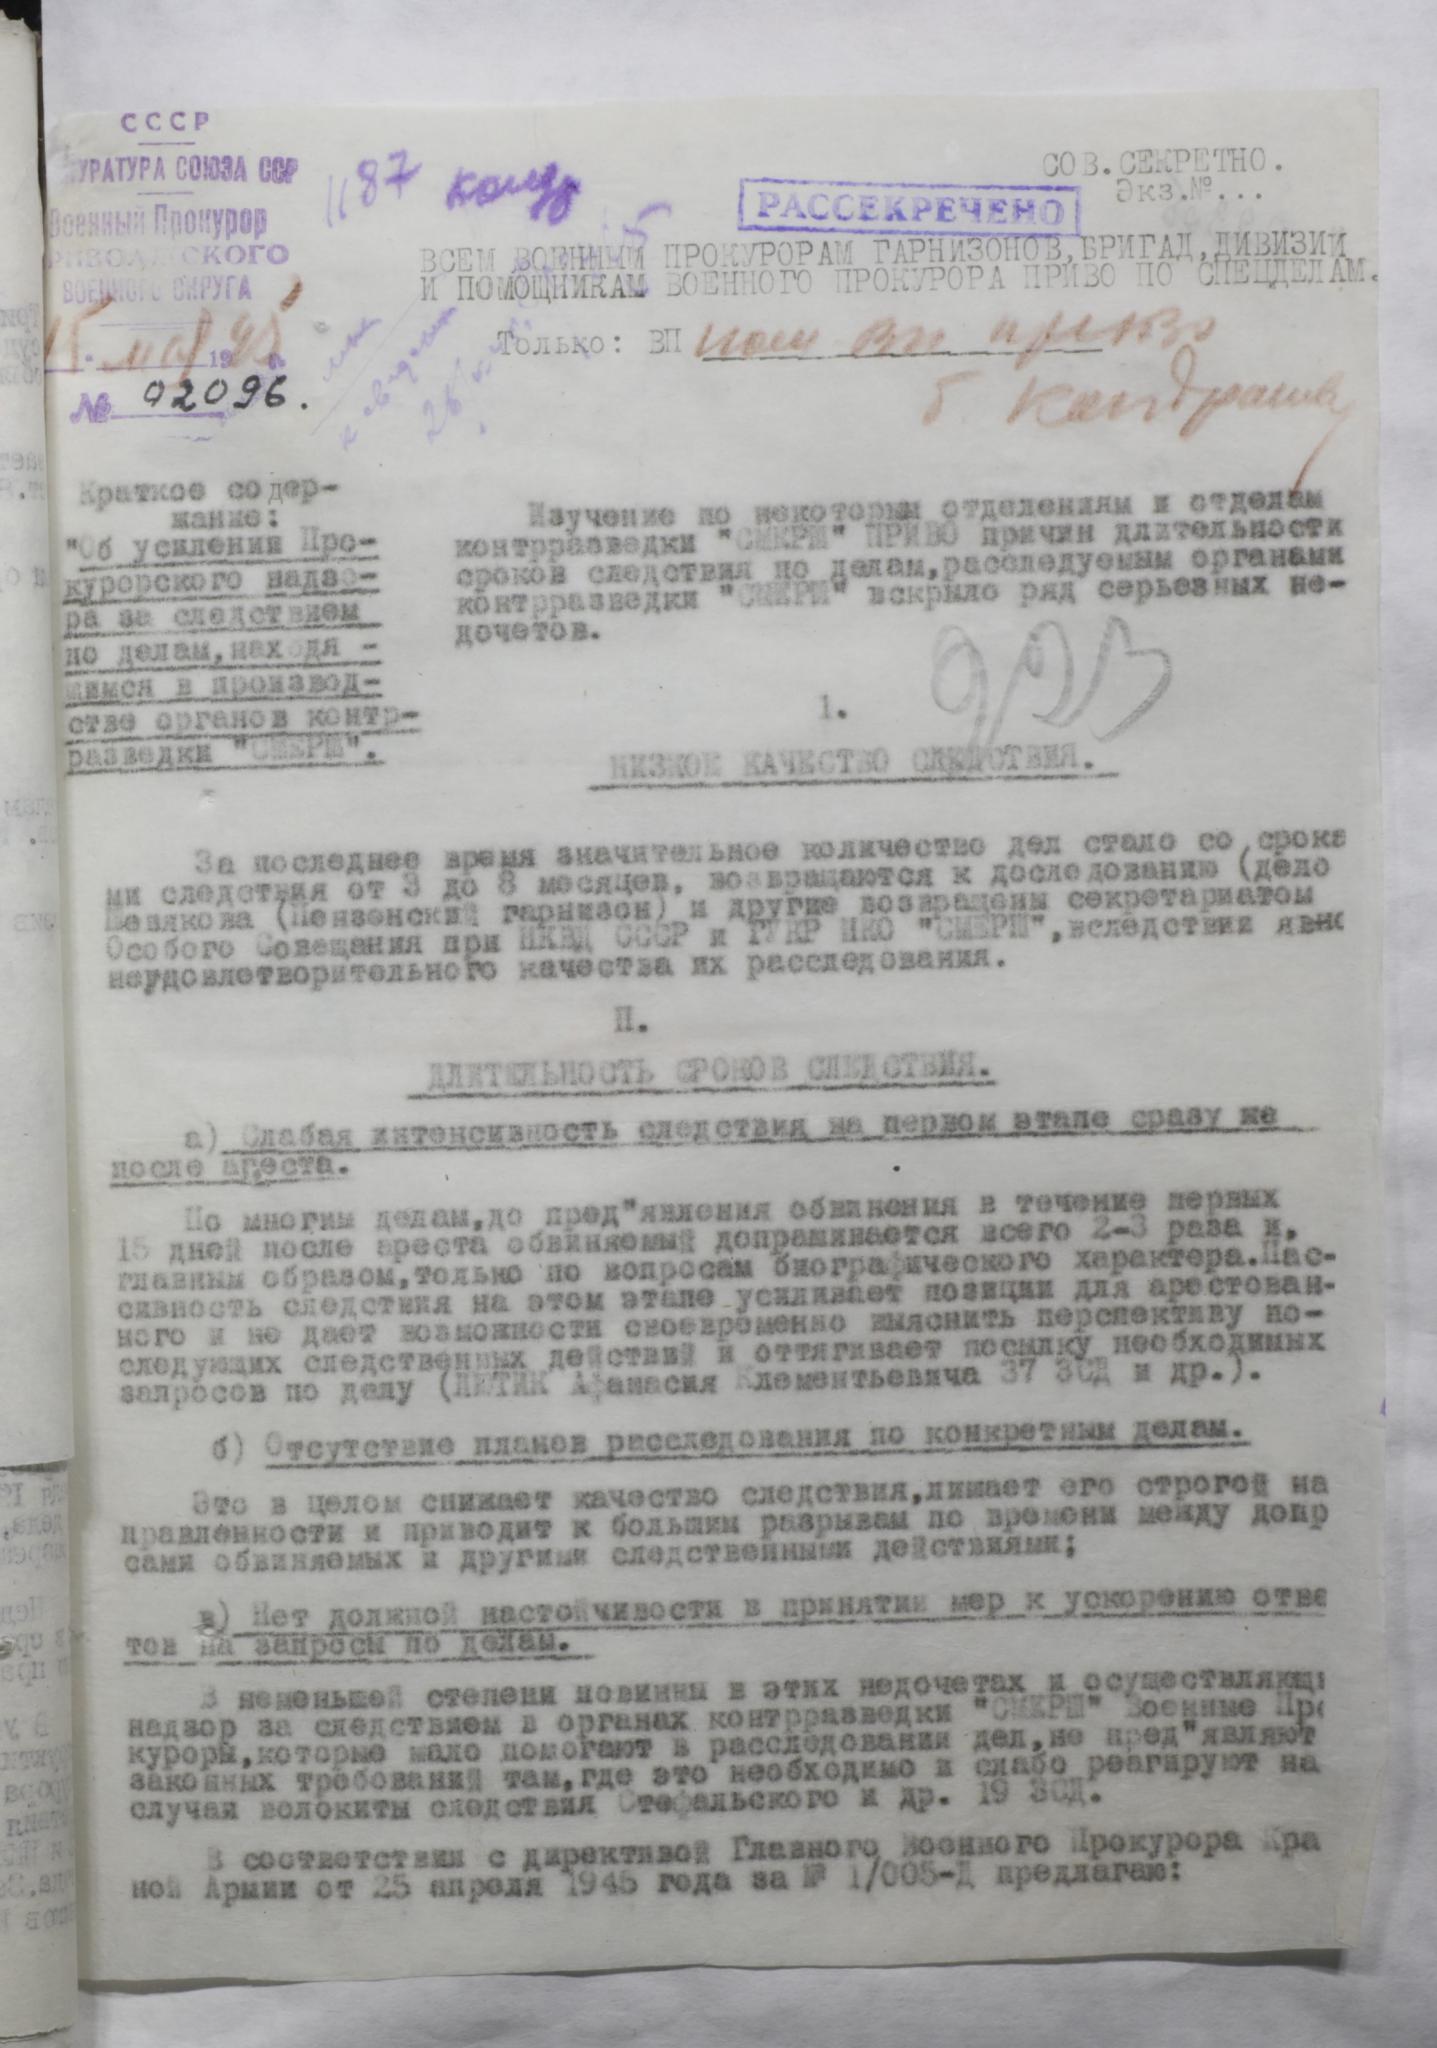 СССР
УРАТУРА СОЮЗА ССР
Военный Прокурор
РИВОЛЖСКОГО
ВОЕННОГО ОКРУГА
15 мая 1945 г.
№ 02096.
87
СОВ.СЕКРЕТНО.
Экз.№...
РАССЕКРЕЧЕНО
ВСЕМ ВОЕННЫМ ПРОКУРОРАМ ГАРНИЗОНОВ,БРИГАД,ДИВИЗИЙ
И ПОМОЩНИКАМ ВОЕННОГО ПРОКУРОРА ПРИВО ПО СПЕЦДЕЛАМ.
Только: ВП пом ВП приво
т Кондрашву
Краткое содер-
жание:
"Об усилении Про-
курорского надзо-
ра за следствием
по делам,находя -
щимся в производ-
стве органов контр-
разведки "СМЕРШ".
Изучение по некоторым отделениям и отделам
контрразведки "СМЕРШ" ПРИВО причин длительности
сроков следствия по делам,расследуемым органами
контрразведки "СМЕРШ" вскрыло ряд серьезных не-
дочетов.
1.
НИЗКОЕ КАЧЕСТВО СЛЕДСТВИЯ.
За последнее время значительное количество дел стало со срока
ми следствия от 3 до 8 месяцев, возвращаются к доследованию (дело
Шевякова (Пензенский гарнизон) и другие возвращены секретариатом
Особого Совещания при НКВД СССР и ГУКР НКО "СМЕРШ",вследствии явно
неудовлетворительного качества их расследования.
П.
ДЛИТЕЛЬНОСТЬ СРОКОВ СЛЕДСТВИЯ.
а) Слабая интенсивность следствия на первом этапе сразу же
после ареста.
По многим делам,до пред"явления обвинения в течение первых
15 дней после ареста обвиняемый допрашивается всего 2-3 раза и,
главным образом,только по вопросам биографического характера.Пас-
сивность следствия на этом этапе усиливает позиции для арестован-
ного и не дает возможности своевременно выяснить перспективу по-
следующих следственных действий и оттягивает посылку необходимых
запросов по делу (Афанасия Клементьевича 37 ЗСД и др.).
б) Отсутствие планов расследования по конкретным делам.
Это в целом снижает качество следствия,лишает его строгой на
правленности и приводит к большим разрывам по времени между допр
сами обвиняемых и другими следственными действиями;
в) Нет должной настойчивости в принятии мер к ускорению отве
тов на запросы по делам.
В неменьшей степени повинны в этих недочетах и осуществляющи
надзор за следствием в органах контрразведки "СМЕРШ" Военные Про
куроры,которые мало помогают в расследовании дел,не пред"являют
законных требований там,где это необходимо и слабо реагируют на
случаи волокиты следствия Стефальского и др. 19 ЗСД.
В соответствии с директивой Главного Военного Прокурора Кра
ной Армии от 25 апреля 1945 года за № 1/005-Д предлагаю: